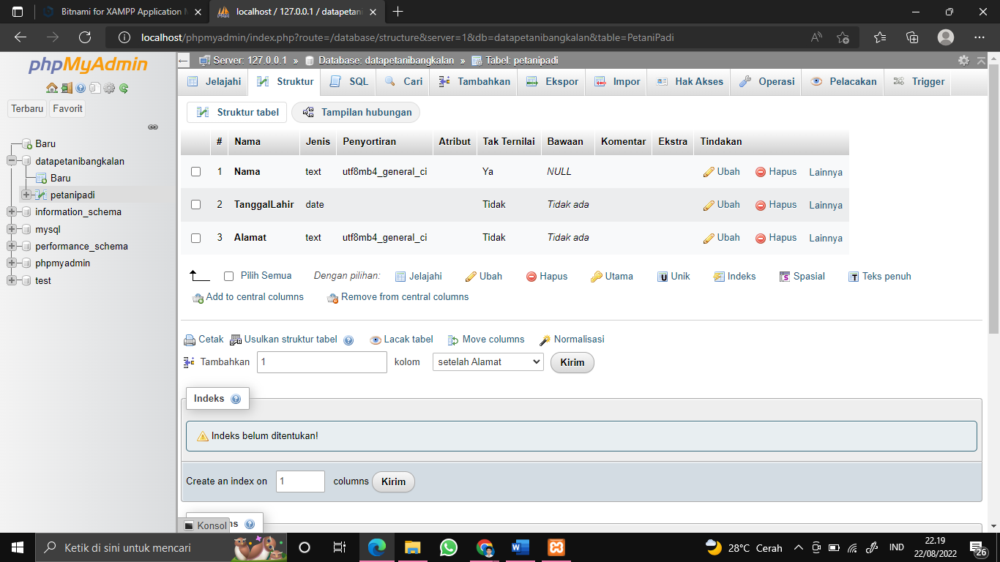 Bitnami for XAMPP Application M
localhost / 127.0.0.1 / datapetani
localhost/phpmyadmin/index.php?route=/database/structure&server=1&db=datapetanibangkalan&table=PetaniPadi
phpMyAdmin
Terbaru Favorit
Baru
datapetanibangkalan
Baru
petanipadi
information_schema
mysql
performance_schema
phpmyadmin
test
Server: 127.0.0.1 » Database: datapetanibangkalan » Tabel: petanipadi
Jelajahi Struktur SQL Cari Tambahkan Ekspor Impor Hak Akses Operasi Pelacakan Trigger
Struktur tabel Tampilan hubungan
# Nama Jenis Penyortiran Atribut Tak Ternilai Bawaan Komentar Ekstra Tindakan
1 Nama text utf8mb4_general_ci Ya NULL Ubah Hapus Lainnya
2 TanggalLahir date Tidak Tidak ada Ubah Hapus Lainnya
3 Alamat text utf8mb4_general_ci Tidak Tidak ada Ubah Hapus Lainnya
Pilih Semua Dengan pilihan: Jelajahi Ubah Hapus Utama Unik Indeks Spasial Teks penuh
Add to central columns Remove from central columns
Cetak Usulkan struktur tabel Lacak tabel Move columns Normalisasi
Tambahkan 1 kolom setelah Alamat Kirim
Indeks
Indeks belum ditentukan!
Create an index on 1 columns Kirim
Konsol
Ketik di sini untuk mencari
28°C Cerah
IND
22.19
22/08/2022
26